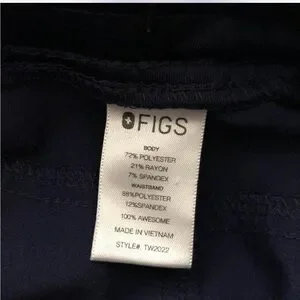 FIGS
BODY
72% POLYESTER
21% RAYON
7% SPANDEX
WAISTBAND
88%POLYESTER
12%SPANDEX
100% AWESOME
MADE IN VIETNAM
STYLE#: TW2022